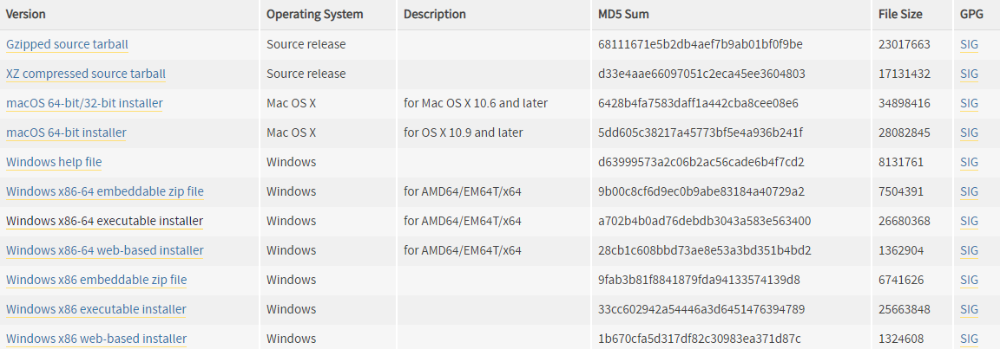 Version Operating System Description MD5 Sum File Size GPG
Gzipped source tarball Source release 68111671e5b2db4aef7b9ab01bf0f9be 23017663 SIG
XZ compressed source tarball Source release d33e4aae66097051c2eca45ee3604803 17131432 SIG
macOS 64-bit/32-bit installer Mac OS X for Mac OS X 10.6 and later 6428b4fa7583daff1a442cba8cee08e6 34898416 SIG
macOS 64-bit installer Mac OS X for OS X 10.9 and later 5dd605c38217a45773bf5e4a936b241f 28082845 SIG
Windows help file Windows d63999573a2c06b2ac56cade6b4f7cd2 8131761 SIG
Windows x86-64 embeddable zip file Windows for AMD64/EM64T/x64 9b00c8cf6d9ec0b9abe83184a40729a2 7504391 SIG
Windows x86-64 executable installer Windows for AMD64/EM64T/x64 a702b4b0ad76debdb3043a583e563400 26680368 SIG
Windows x86-64 web-based installer Windows for AMD64/EM64T/x64 28cb1c608bbd73ae8e53a3bd351b4bd2 1362904 SIG
Windows x86 embeddable zip file Windows 9fab3b81f8841879fda94133574139d8 6741626 SIG
Windows x86 executable installer Windows 33cc602942a54446a3d6451476394789 25663848 SIG
Windows x86 web-based installer Windows 1b670cfa5d317df82c30983ea371d87c 1324608 SIG